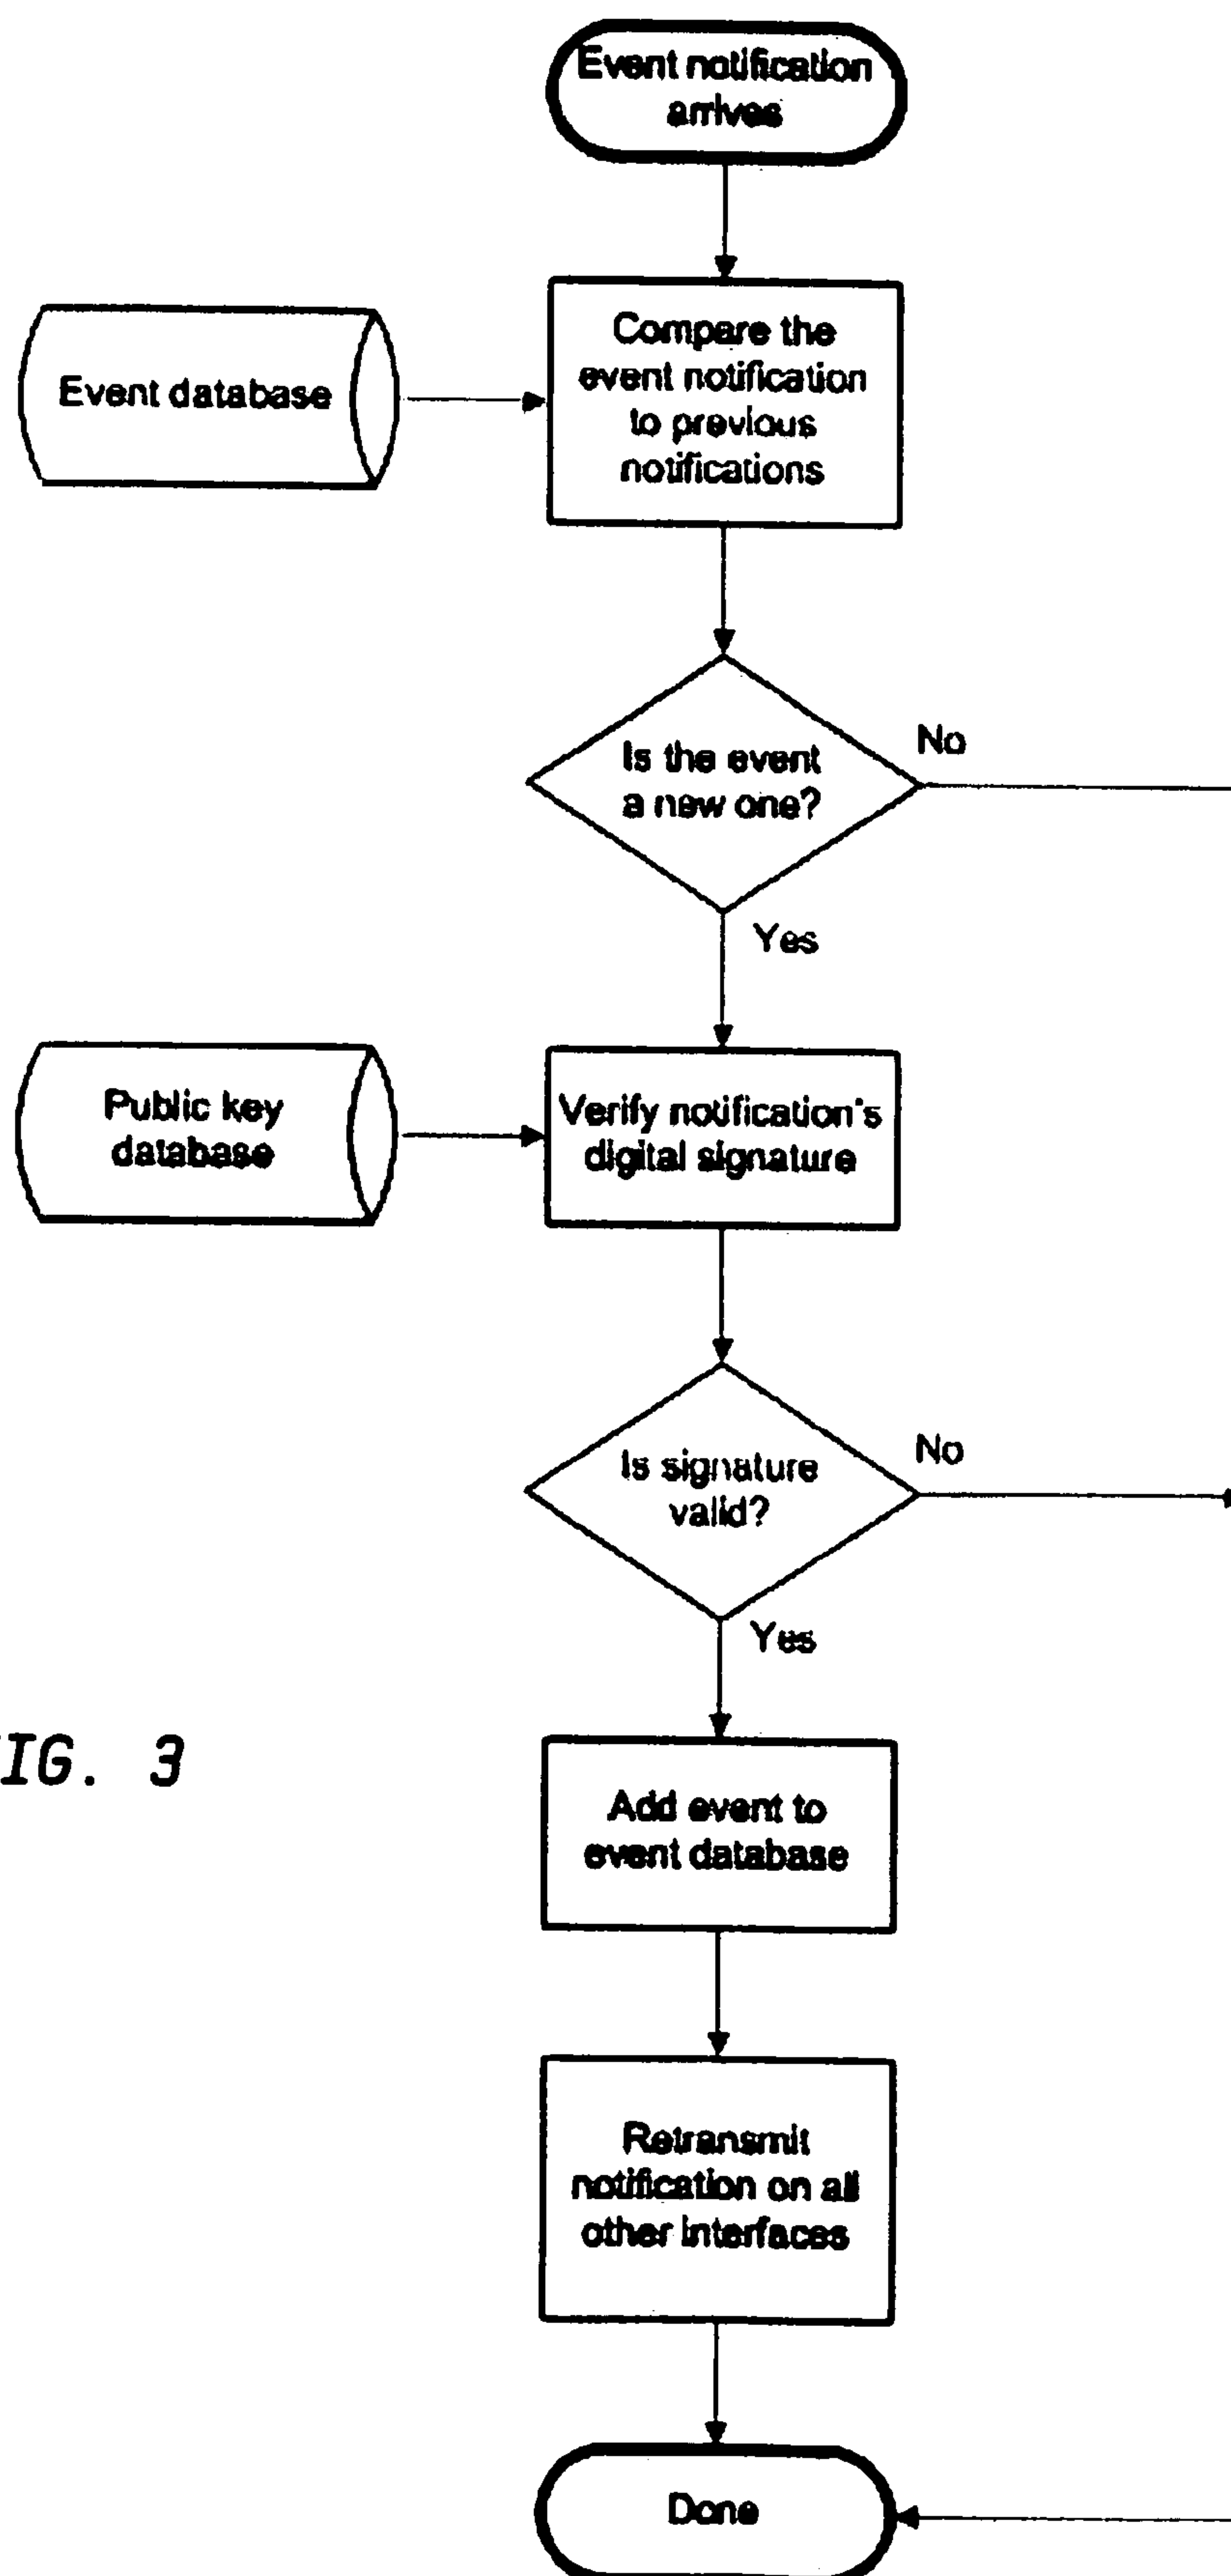 Event notification
arrives
Event database
Compare the
event notification
to previous
notifications
Is the event
a new one?
No
Yes
Public key
database
Verify notification's
digital signature
Is signature
valid?
No
Yes
IG. 3
Add event to
event database
Retransmit
notification on all
other interfaces
Done